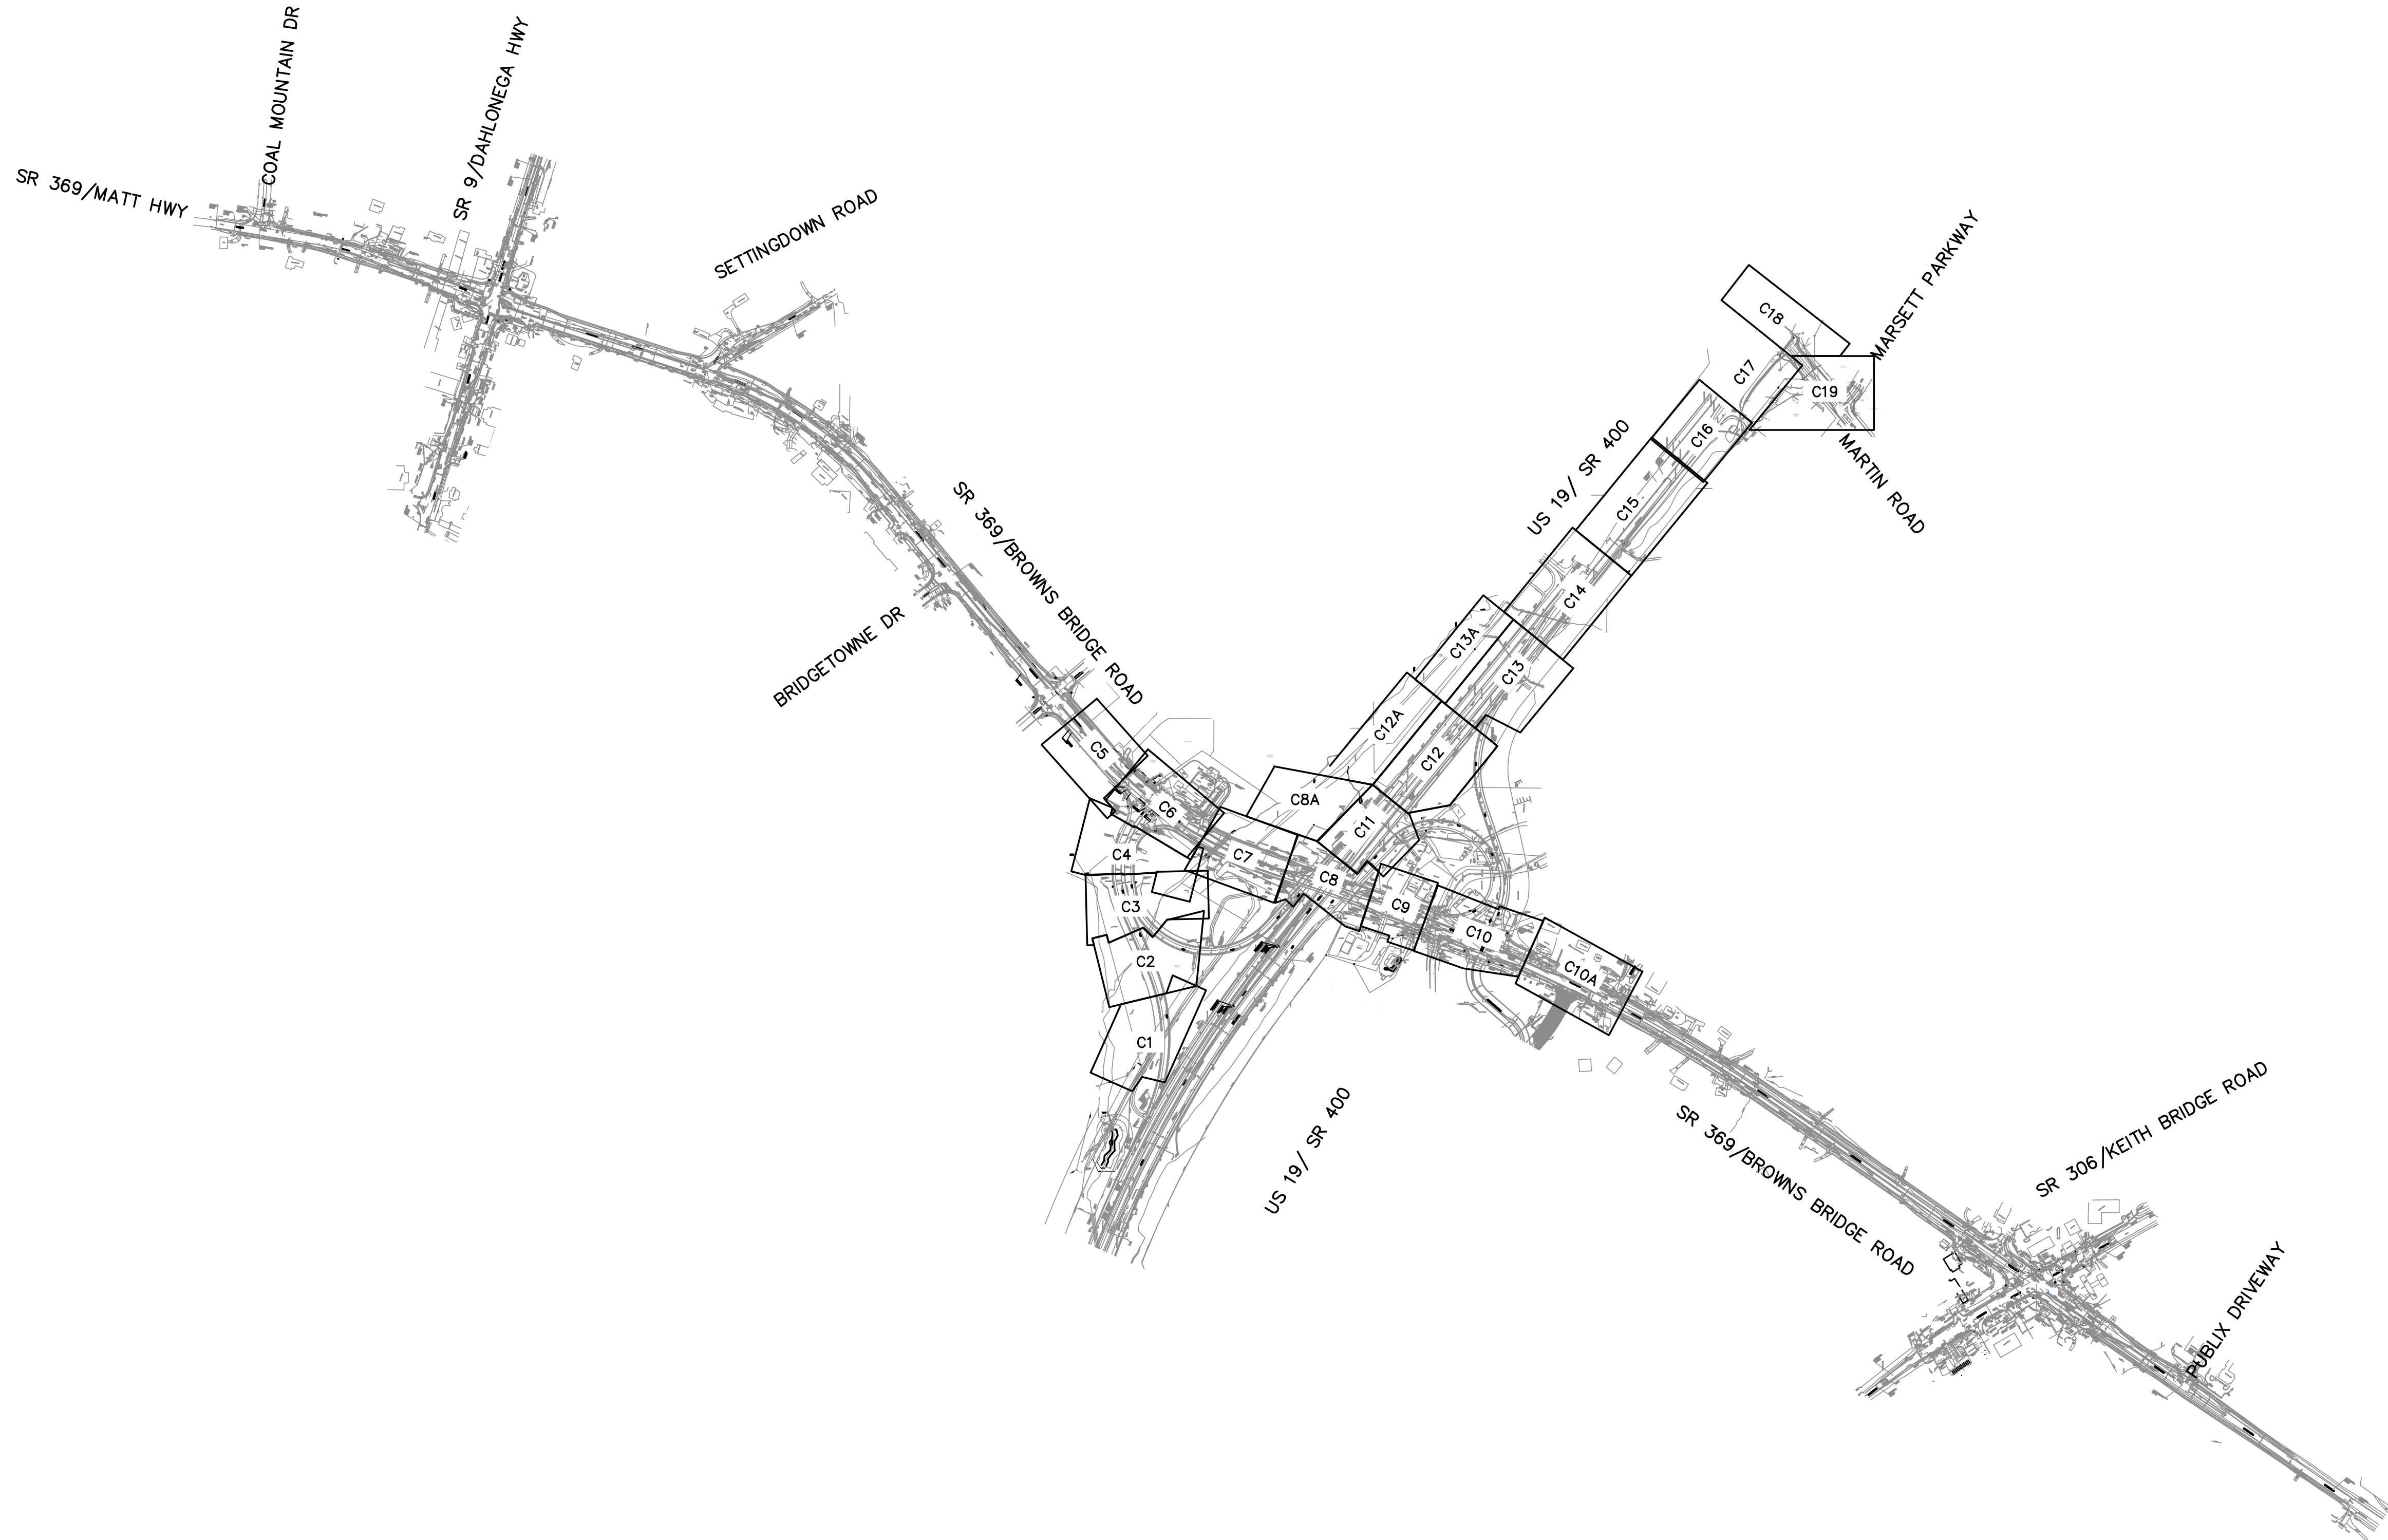 COAL MOUNTAIN DR
SR 9/DAHLONEGA HWY
SR 369/MATT HWY
SETTINGDOWN ROAD
MARSETT PARKWAY
C18
C17
C19
US 19/ SR 400
C16
MARTIN ROAD
SR 369/BROWNS BRIDGE ROAD
C15
C14
BRIDGETOWNE DR
C13A
C13
C12A
C5
C12
C6
C8A
C11
C4
C7
C8
C3
C9
C10
C2
C10A
C1
US 19/ SR 400
SR 369/BROWNS BRIDGE ROAD
SR 306/KEITH BRIDGE ROAD
PUBLIX DRIVEWAY